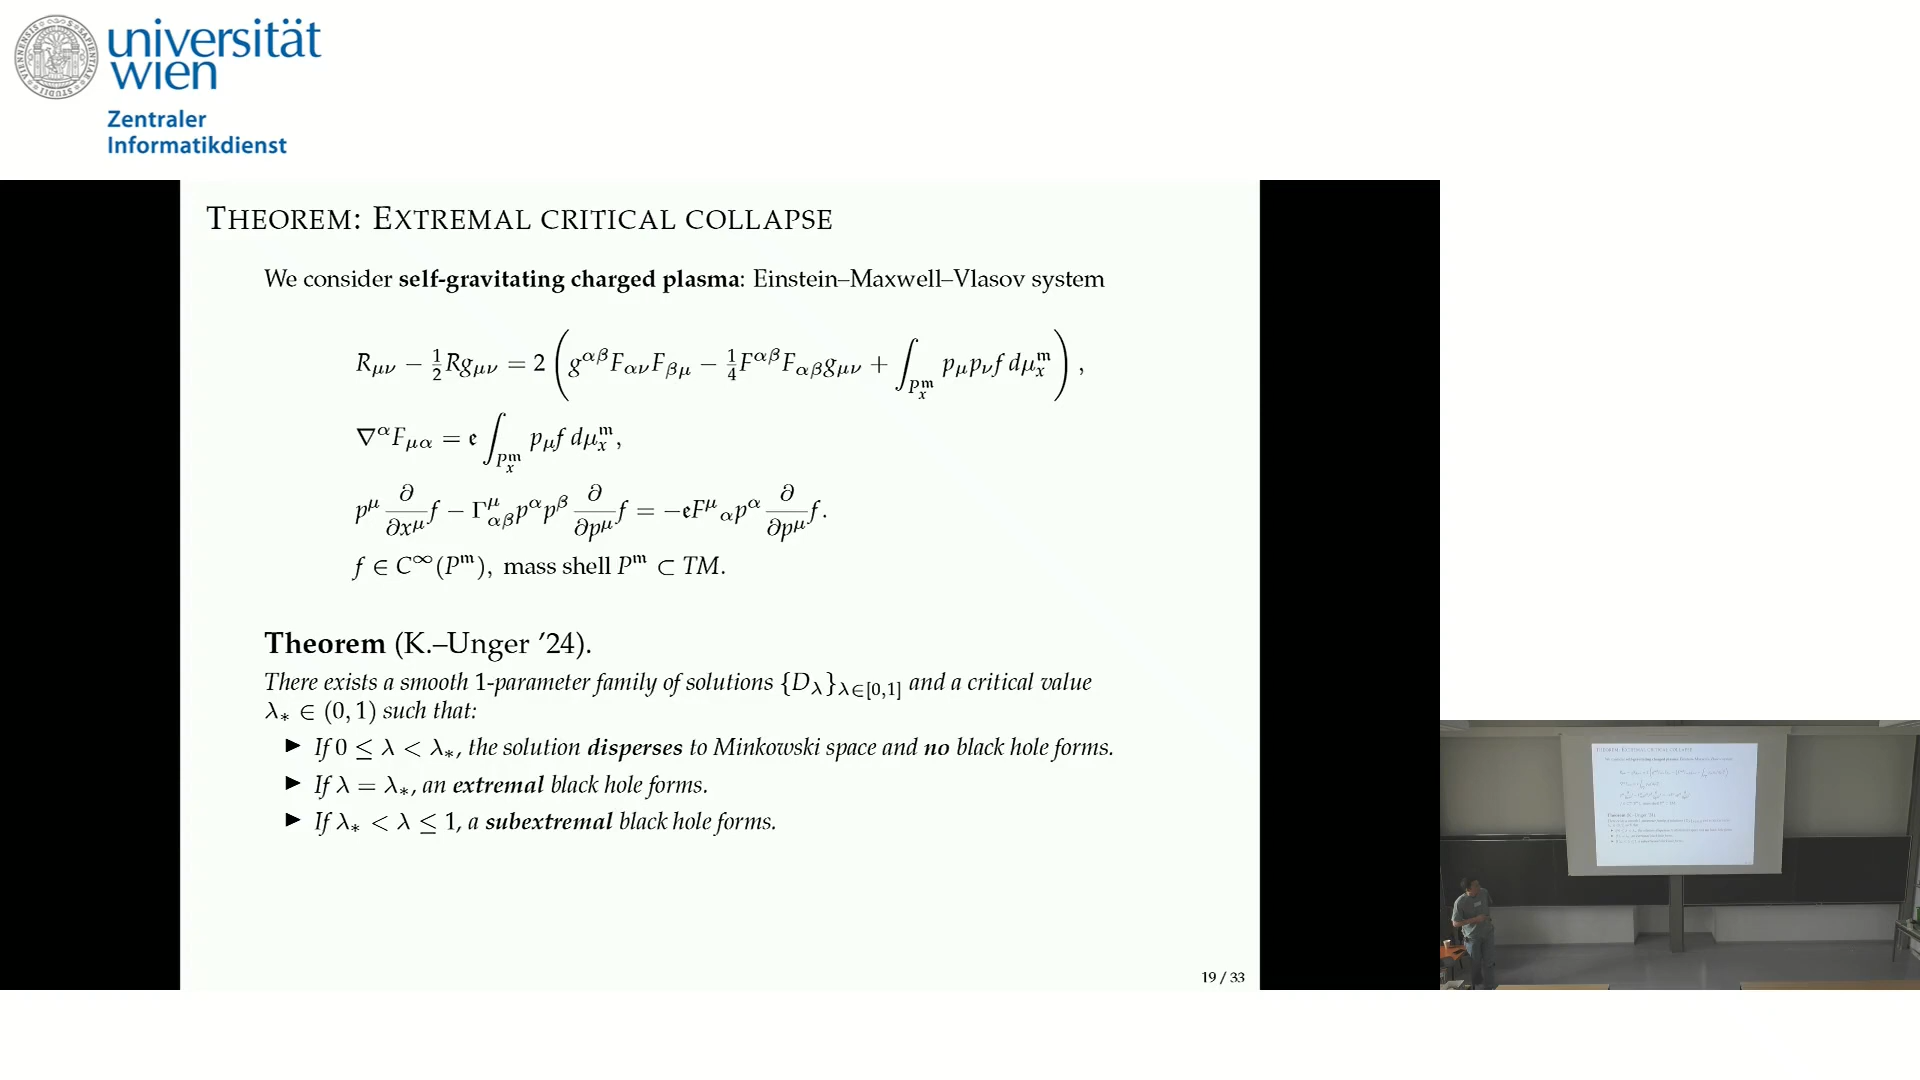 universität
wien
Zentraler
Informatikdienst
THEOREM: EXTREMAL CRITICAL COLLAPSE
We consider self-gravitating charged plasma: Einstein–Maxwell–Vlasov system
R_{μν} − ½Rg_{μν} = 2 ( g^{αβ}F_{αν}F_{βμ} − ¼F^{αβ}F_{αβ}g_{μν} + ∫_{P_x^𝔪} p_μp_νf dμ_x^𝔪 ) ,
∇^αF_{μα} = 𝔢 ∫_{P_x^𝔪} p_μf dμ_x^𝔪,
p^μ ∂/∂x^μ f − Γ^μ_{αβ}p^αp^β ∂/∂p^μ f = −𝔢F^μ_αp^α ∂/∂p^μ f.
f ∈ C^∞(P^𝔪), mass shell P^𝔪 ⊂ TM.
Theorem (K.–Unger ’24).
There exists a smooth 1-parameter family of solutions {D_λ}_{λ∈[0,1]} and a critical value
λ_* ∈ (0, 1) such that:
▶ If 0 ≤ λ < λ_*, the solution disperses to Minkowski space and no black hole forms.
▶ If λ = λ_*, an extremal black hole forms.
▶ If λ_* < λ ≤ 1, a subextremal black hole forms.
19 / 33